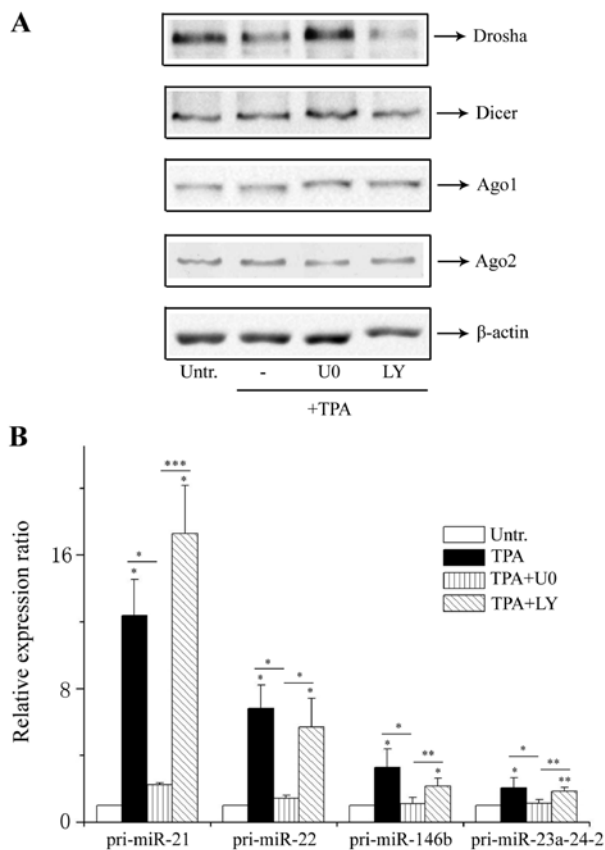 A
Drosha
Dicer
Ago1
Ago2
β-actin
Untr. - U0 LY
+TPA
B
Relative expression ratio
16
8
0
*
*
***
*
*
*
*
*
*
*
**
*
*
*
**
**
Untr.
TPA
TPA+U0
TPA+LY
pri-miR-21 pri-miR-22 pri-miR-146b pri-miR-23a-24-2